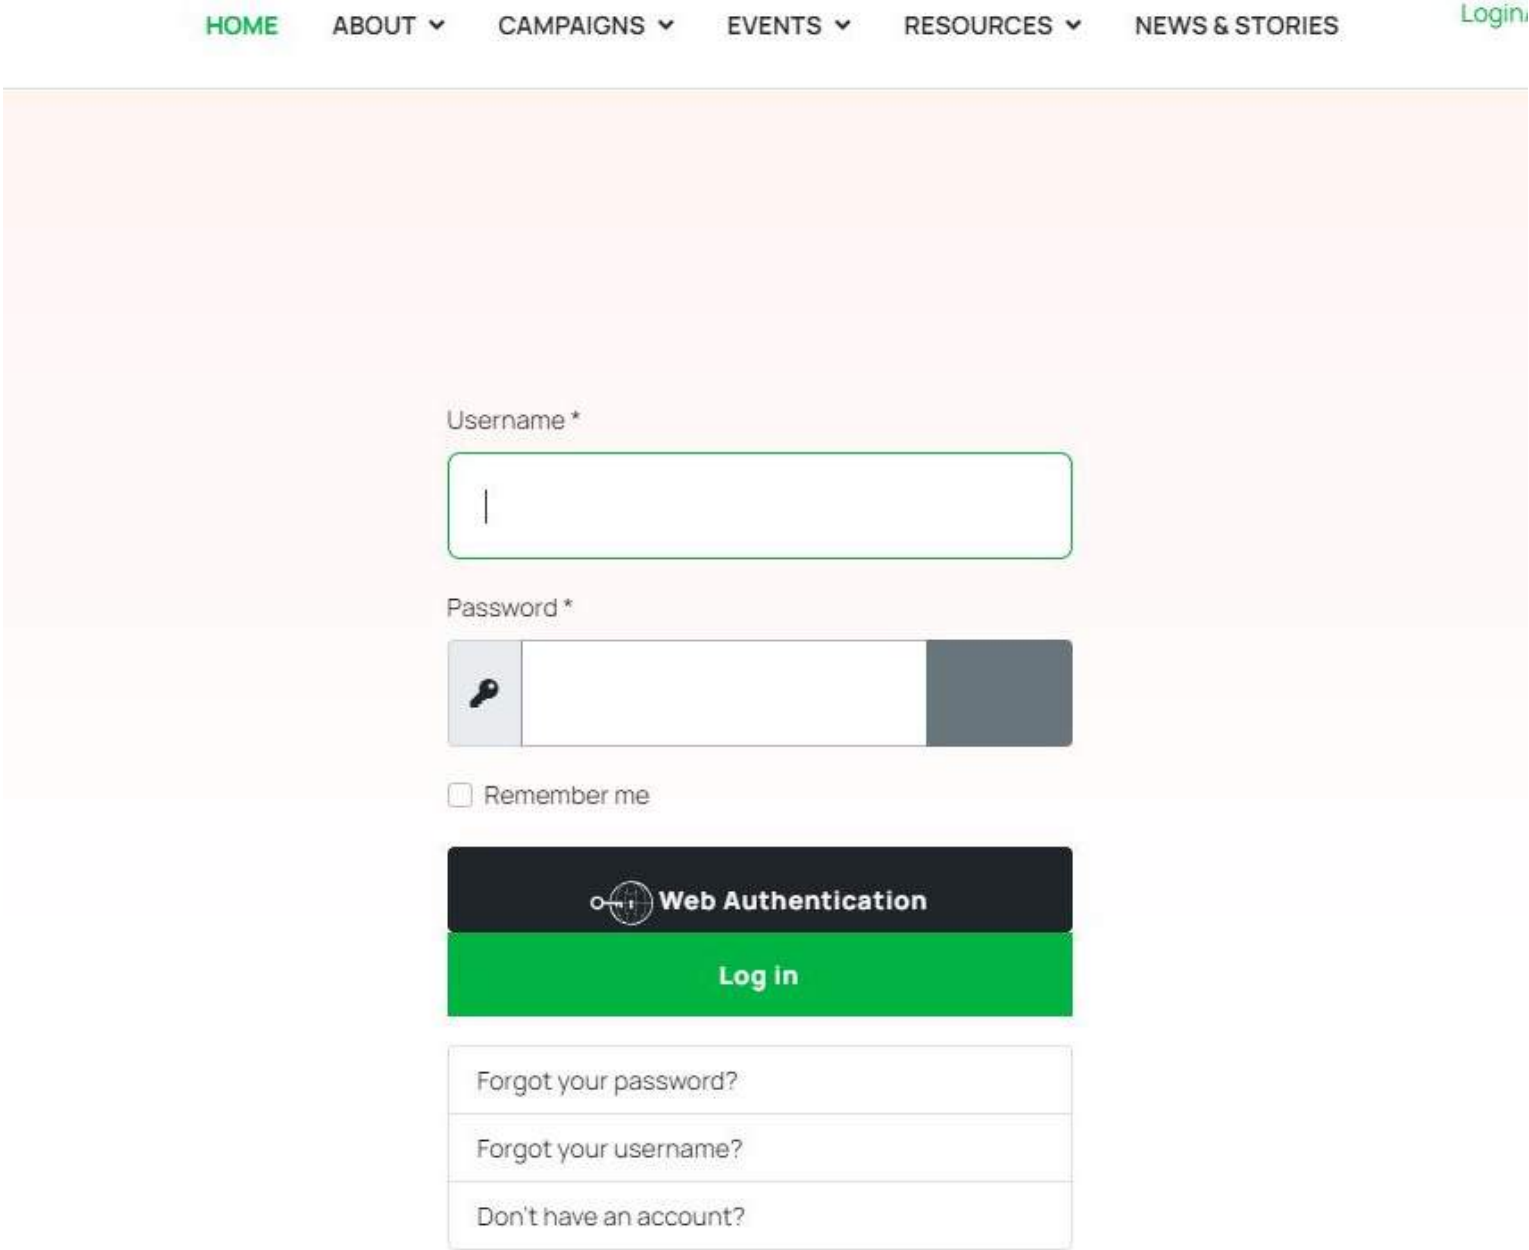 HOME ABOUT CAMPAIGNS EVENTS RESOURCES NEWS & STORIES Login/
Username *
Password *
Remember me
Web Authentication
Log in
Forgot your password?
Forgot your username?
Don't have an account?